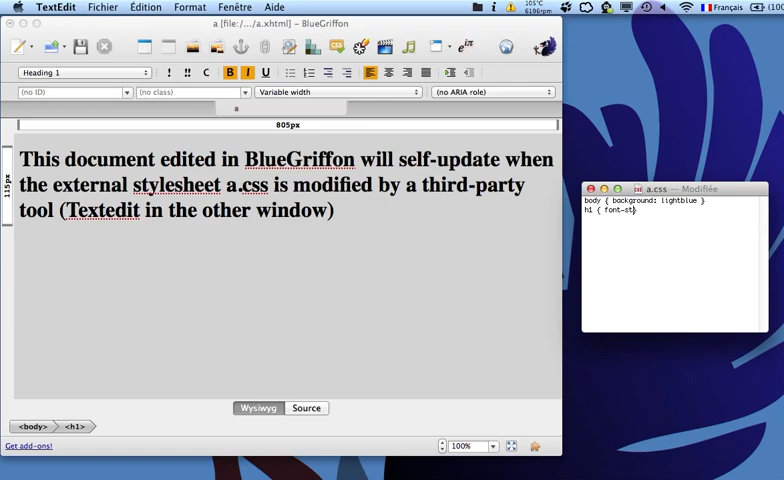 TextEdit Fichier Édition Format Fenêtre Aide
105°C
6196rpm
Français
(100
a [file:/.../a.xhtml] – BlueGriffon
Heading 1
! !! C B I U
(no ID)
(no class)
Variable width
(no ARIA role)
a
805px
115px
This document edited in BlueGriffon will self-update when
the external stylesheet a.css is modified by a third-party
tool (Textedit in the other window)
a.css — Modifiée
body { background: lightblue }
h1 { font-st}
Wysiwyg Source
<body> <h1>
Get add-ons!
100%